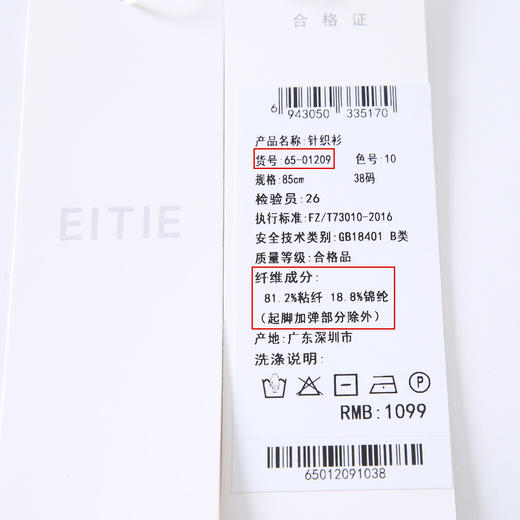 合格证
6 943050 335170
产品名称:针织衫
货号:65-01209 色号:10
规格:85cm 38码
检验员:26
执行标准:FZ/T73010-2016
安全技术类别:GB18401 B类
质量等级:合格品
纤维成分:
81.2%粘纤 18.8%锦纶
(起脚加弹部分除外)
产地:广东深圳市
洗涤说明:
P
RMB:1099
65012091038
EITIE